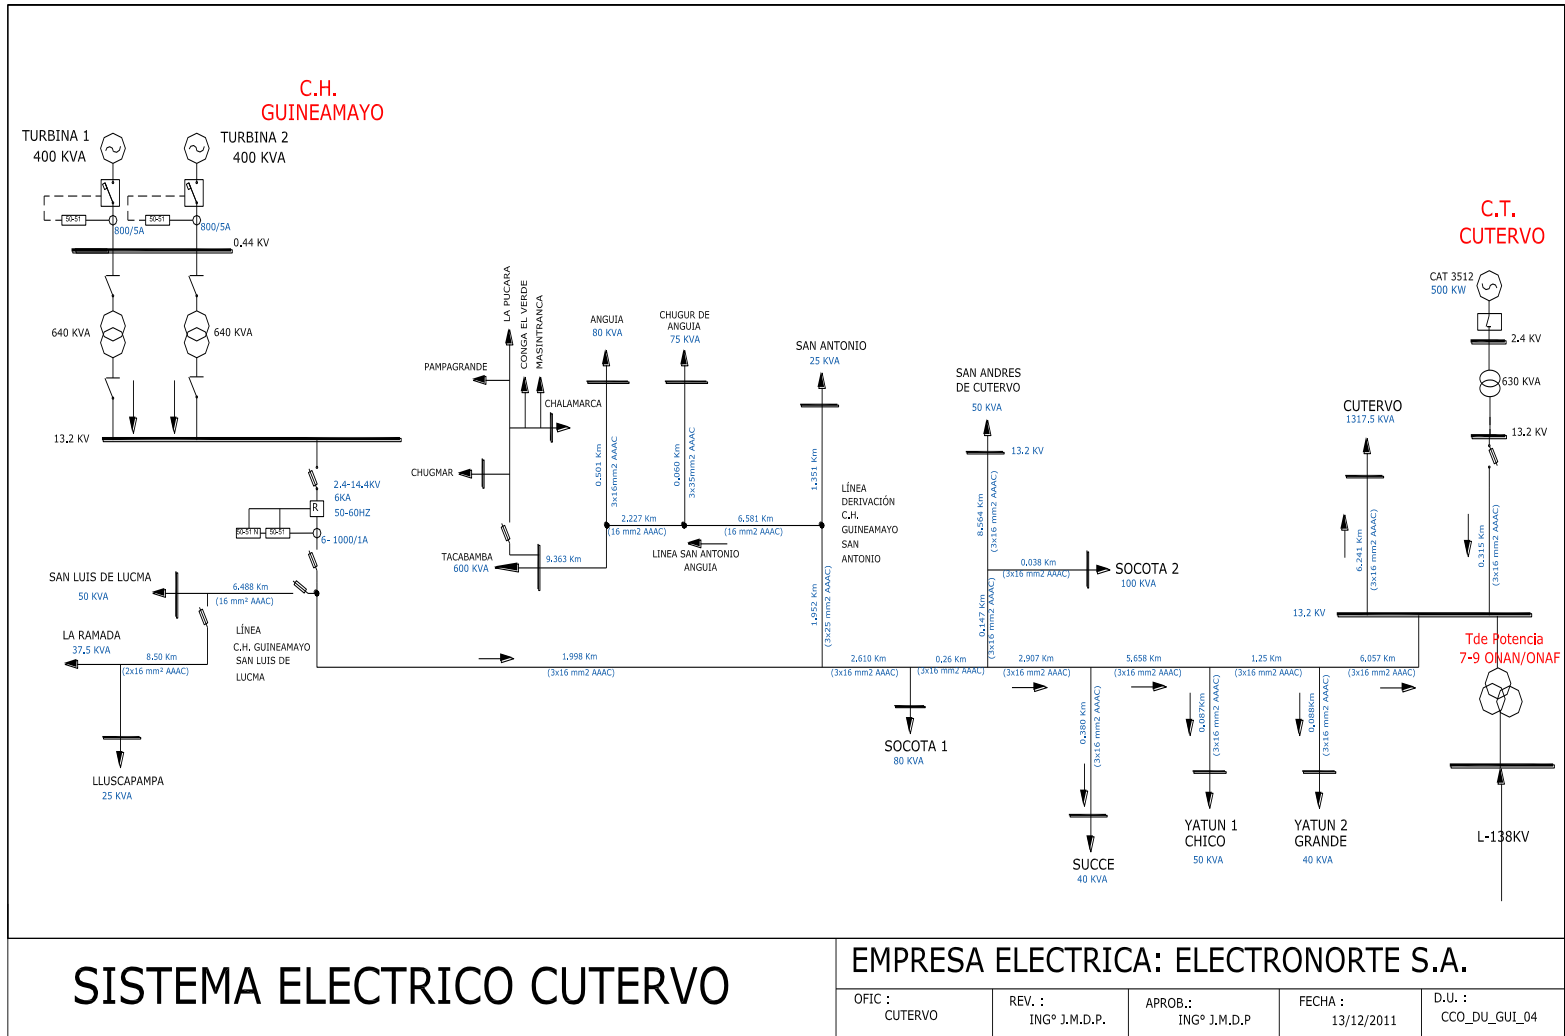 C.H.
GUINEAMAYO
TURBINA 1
400 KVA
TURBINA 2
400 KVA
50-51
800/5A
50-51
800/5A
0.44 KV
640 KVA
640 KVA
13.2 KV
2.4-14.4KV
6KA
50-60HZ
R
50-51 N
50-51
6- 1000/1A
SAN LUIS DE LUCMA
50 KVA
6.488 Km
(16 mm² AAAC)
LA RAMADA
37.5 KVA
8.50 Km
(2x16 mm² AAAC)
LÍNEA
C.H. GUINEAMAYO
SAN LUIS DE
LUCMA
LLUSCAPAMPA
25 KVA
LA PUCARA
CONGA EL VERDE
MASINTRANCA
PAMPAGRANDE
CHALAMARCA
CHUGMAR
TACABAMBA
600 KVA
9.363 Km
ANGUIA
80 KVA
0.501 Km
3x16mm2 AAAC
CHUGUR DE
ANGUIA
75 KVA
0.060 Km
3x35mm2 AAAC
2.227 Km
(16 mm2 AAAC)
6.581 Km
(16 mm2 AAAC)
LINEA SAN ANTONIO
ANGUIA
SAN ANTONIO
25 KVA
1.351 Km
LÍNEA
DERIVACIÓN
C.H.
GUINEAMAYO
SAN
ANTONIO
1.952 Km
(3x25 mm2 AAAC)
1,998 Km
(3x16 mm2 AAAC)
SAN ANDRES
DE CUTERVO
50 KVA
13.2 KV
8.564 Km
(3x16 mm2 AAAC)
0,038 Km
(3x16 mm2 AAAC)
SOCOTA 2
100 KVA
0.147 Km
(3x16 mm2 AAAC)
2,610 Km
(3x16 mm2 AAAC)
0,26 Km
(3x16 mm2 AAAC)
2,907 Km
(3x16 mm2 AAAC)
5,658 Km
(3x16 mm2 AAAC)
1,25 Km
(3x16 mm2 AAAC)
6,057 Km
(3x16 mm2 AAAC)
SOCOTA 1
80 KVA
0.380 Km
(3x16 mm2 AAAC)
SUCCE
40 KVA
0.087Km
(3x16 mm2 AAAC)
YATUN 1
CHICO
50 KVA
0.088Km
(3x16 mm2 AAAC)
YATUN 2
GRANDE
40 KVA
C.T.
CUTERVO
CAT 3512
500 KW
2.4 KV
630 KVA
13.2 KV
CUTERVO
1317.5 KVA
6.241 Km
(3x16 mm2 AAAC)
0.315 Km
(3x16 mm2 AAAC)
13,2 KV
Tde Potencia
7-9 ONAN/ONAF
L-138KV
SISTEMA ELECTRICO CUTERVO
EMPRESA ELECTRICA: ELECTRONORTE S.A.
OFIC :
CUTERVO
REV. :
INGº J.M.D.P.
APROB.:
INGº J.M.D.P
FECHA :
13/12/2011
D.U. :
CCO_DU_GUI_04